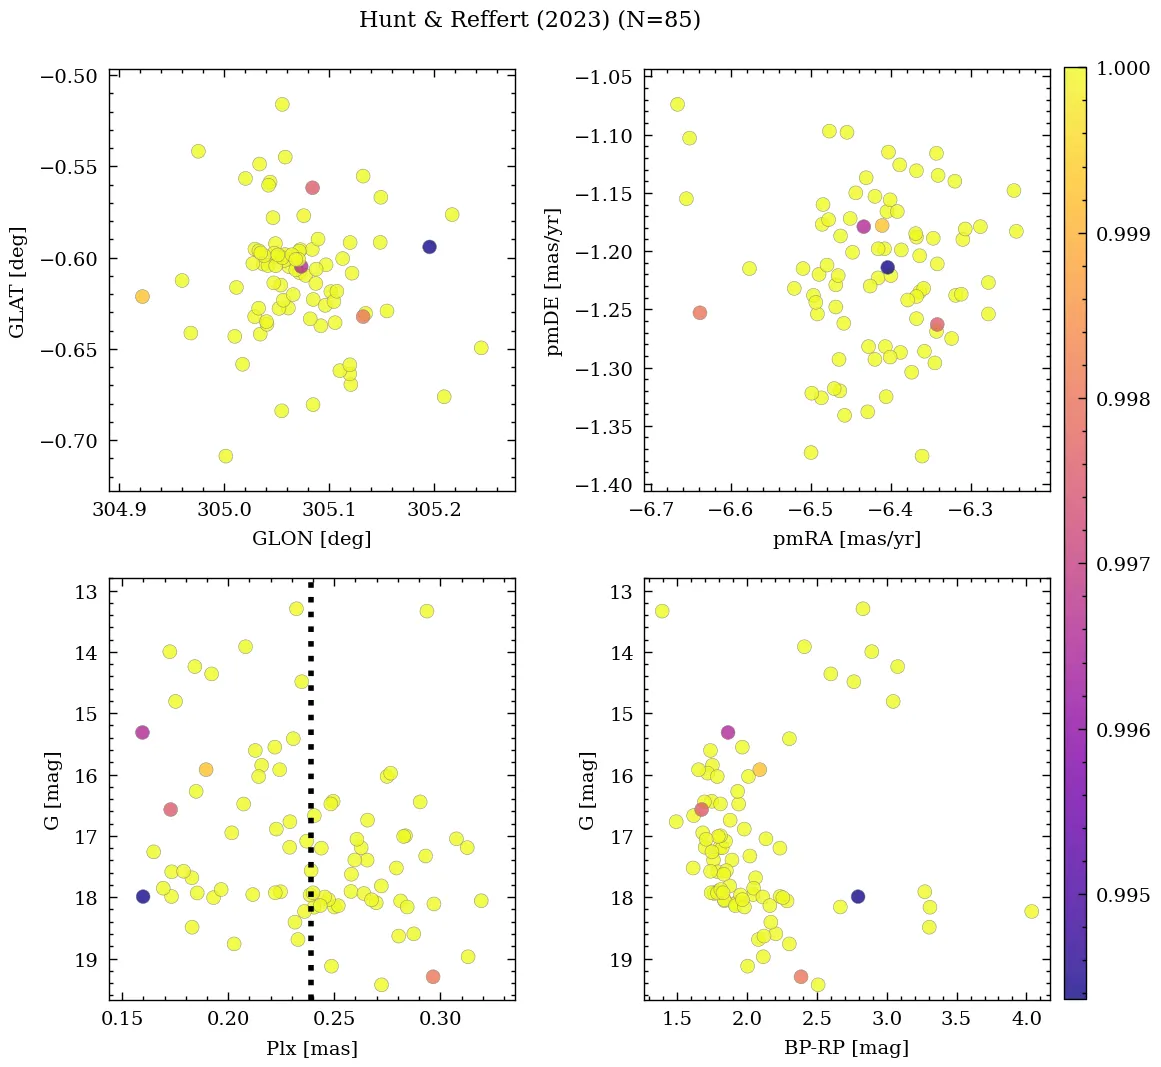 Hunt & Reffert (2023) (N=85)
−0.50
−0.55
−0.60
−0.65
−0.70
GLAT [deg]
304.9 305.0 305.1 305.2
GLON [deg]
−1.05
−1.10
−1.15
−1.20
−1.25
−1.30
−1.35
−1.40
pmDE [mas/yr]
−6.7 −6.6 −6.5 −6.4 −6.3
pmRA [mas/yr]
13
14
15
16
17
18
19
G [mag]
0.15 0.20 0.25 0.30
Plx [mas]
13
14
15
16
17
18
19
G [mag]
1.5 2.0 2.5 3.0 3.5 4.0
BP-RP [mag]
1.000
0.999
0.998
0.997
0.996
0.995